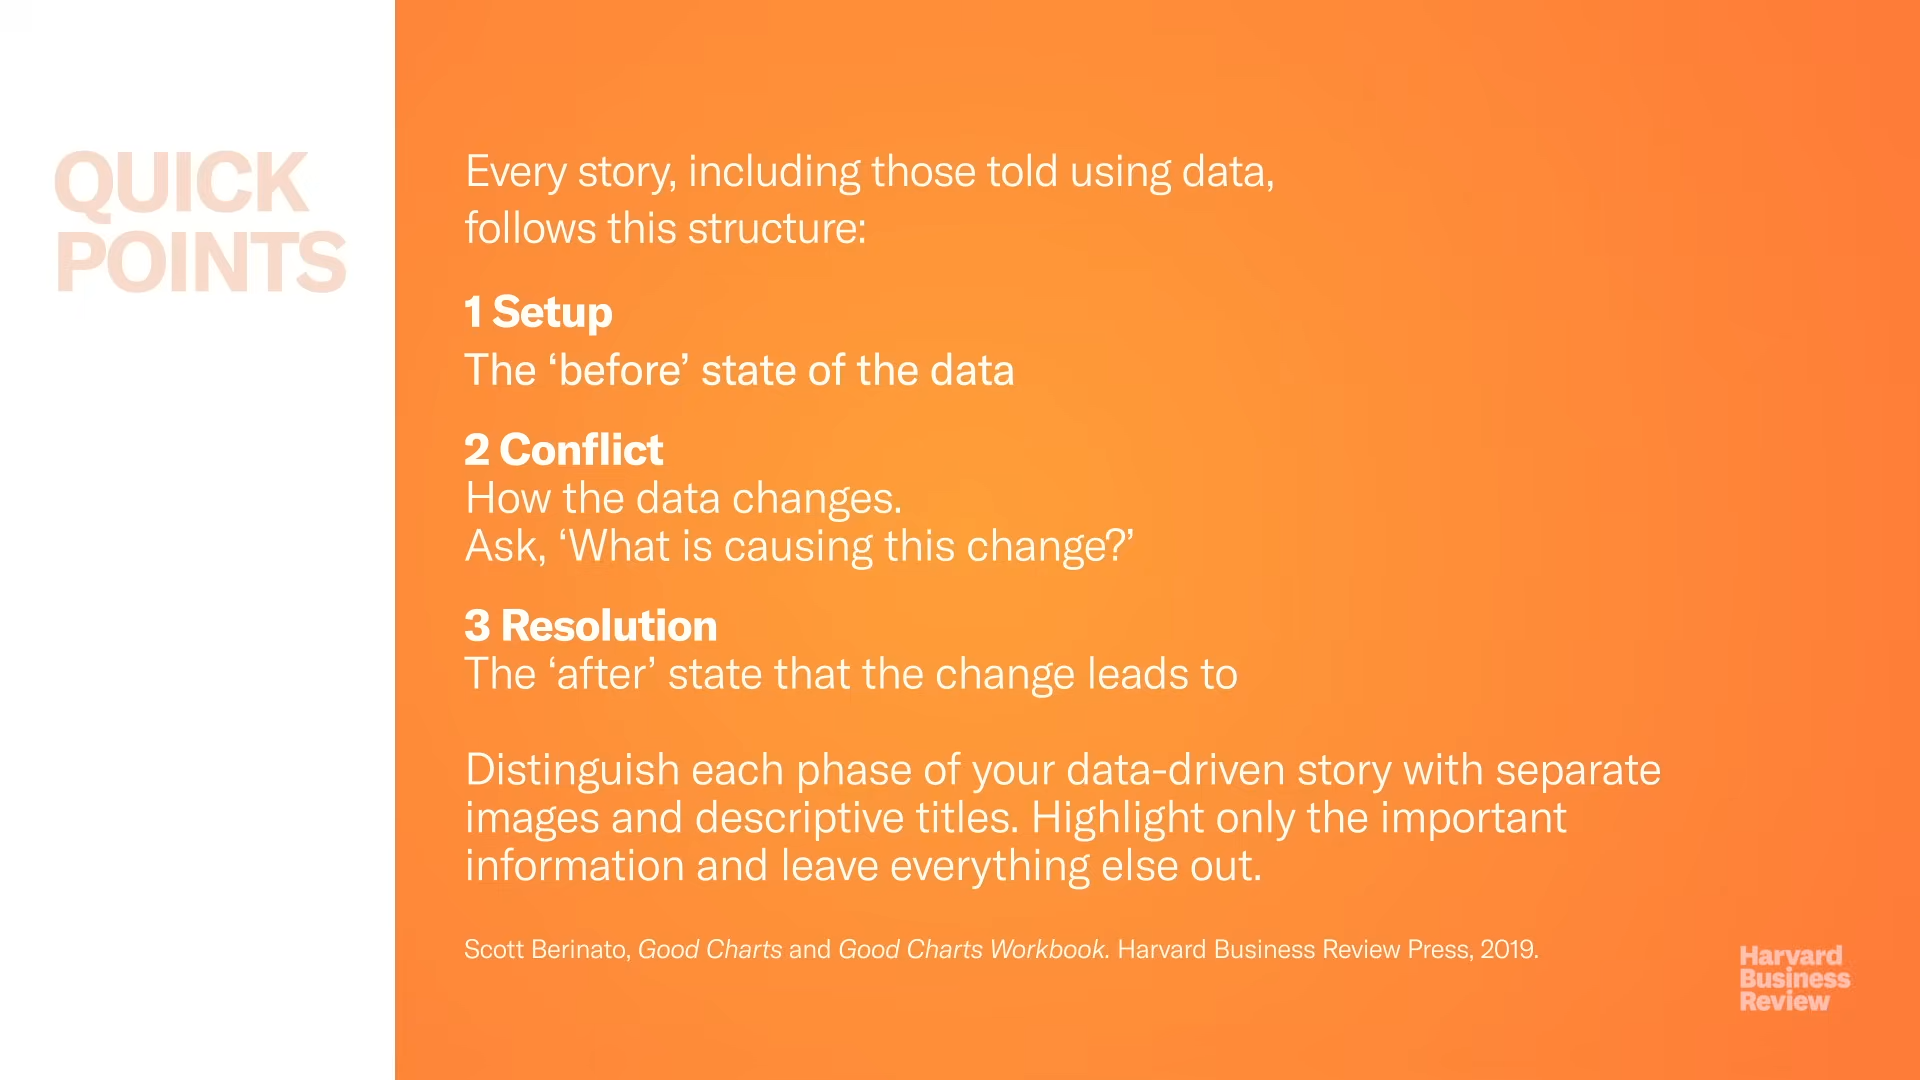 QUICK
POINTS
Every story, including those told using data,
follows this structure:
1 Setup
The ‘before’ state of the data
2 Conflict
How the data changes.
Ask, ‘What is causing this change?’
3 Resolution
The ‘after’ state that the change leads to
Distinguish each phase of your data-driven story with separate
images and descriptive titles. Highlight only the important
information and leave everything else out.
Scott Berinato, Good Charts and Good Charts Workbook. Harvard Business Review Press, 2019.
Harvard
Business
Review